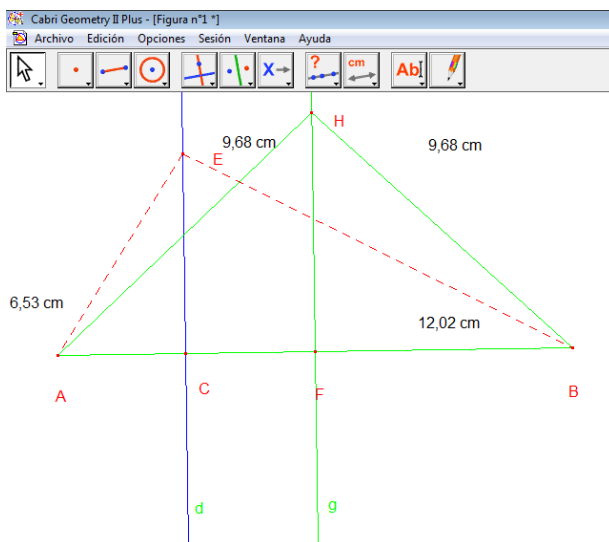 Cabri Geometry II Plus - [Figura n°1 *]
Archivo Edición Opciones Sesión Ventana Ayuda
? cm
X Ab
H
9,68 cm 9,68 cm
E
6,53 cm
12,02 cm
A C F B
d g